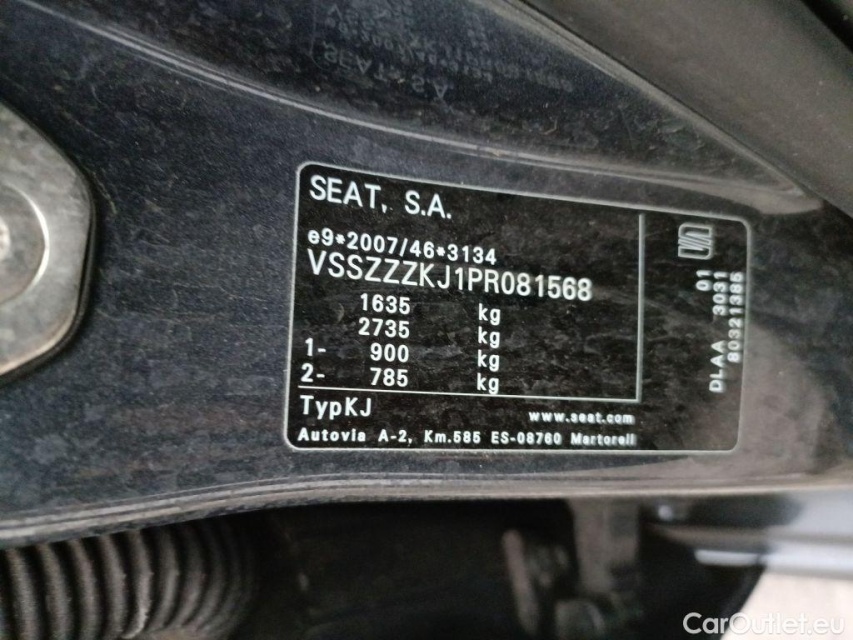 SEAT, S.A.
e9*2007/46*3134
VSSZZZKJ1PR081568
1635 kg
2735 kg
1- 900 kg
2- 785 kg
TypKJ
www.seat.com
Autovia A-2, Km.585 ES-08760 Martorell
01
DLAA 3031
80321385
CarOutlet.eu